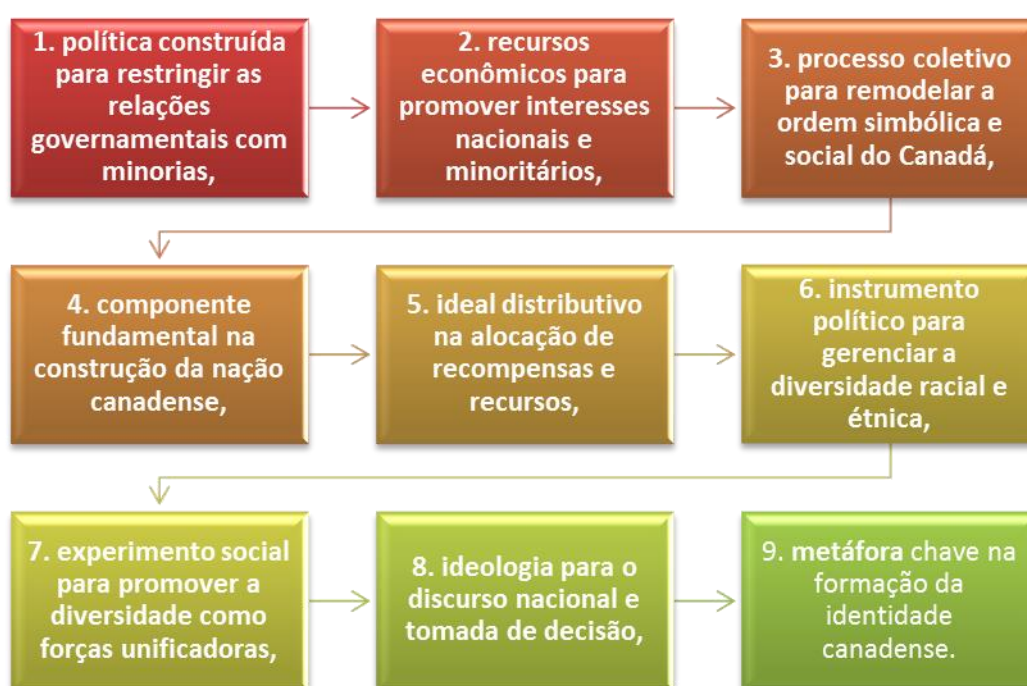 1. política construída
para restringir as
relações
governamentais com
minorias,
2. recursos
econômicos para
promover interesses
nacionais e
minoritários,
3. processo coletivo
para remodelar a
ordem simbólica e
social do Canadá,
4. componente
fundamental na
construção da nação
canadense,
5. ideal distributivo
na alocação de
recompensas e
recursos,
6. instrumento
político para
gerenciar a
diversidade racial e
étnica,
7. experimento social
para promover a
diversidade como
forças unificadoras,
8. ideologia para o
discurso nacional e
tomada de decisão,
9. metáfora chave na
formação da
identidade
canadense.